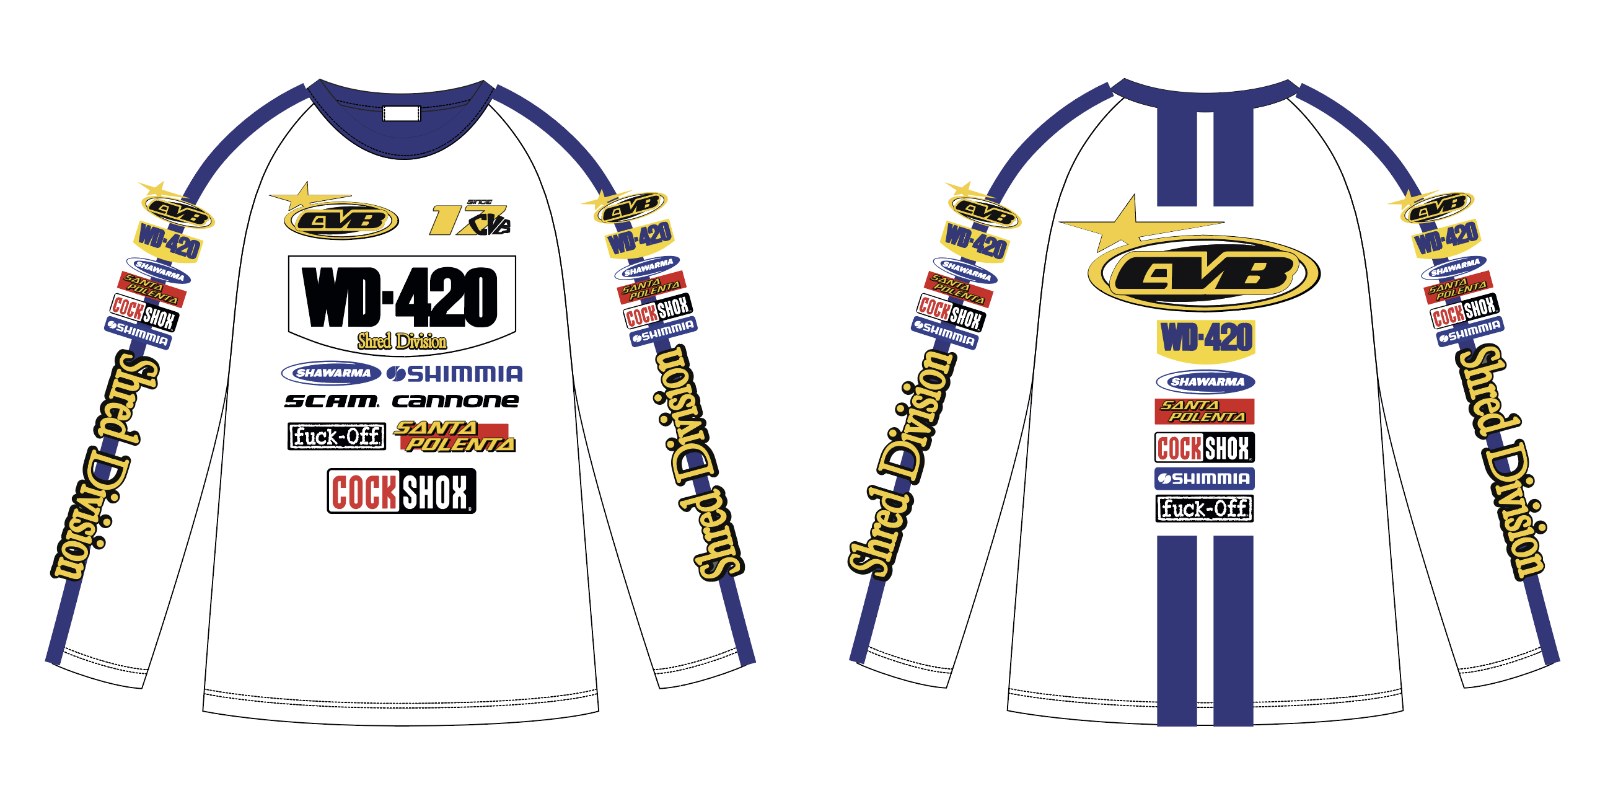 CVB
WD-420
SHAWARMA
SANTA
POLENTA
COCK SHOX
SHIMMIA
Shred Division
CVB
SINCE
17 CVB
WD-420
Shred Division
SHAWARMA SHIMMIA
SCAM. cannone
fuck-Off SANTA
POLENTA
COCK SHOX
CVB
WD-420
SHAWARMA
SANTA
POLENTA
COCK SHOX
SHIMMIA
Shred Division
CVB
WD-420
SHAWARMA
SANTA
POLENTA
COCK SHOX
SHIMMIA
Shred Division
CVB
WD-420
SHAWARMA
SANTA
POLENTA
COCK SHOX
SHIMMIA
fuck-Off
CVB
WD-420
SHAWARMA
SANTA
POLENTA
COCK SHOX
SHIMMIA
Shred Division